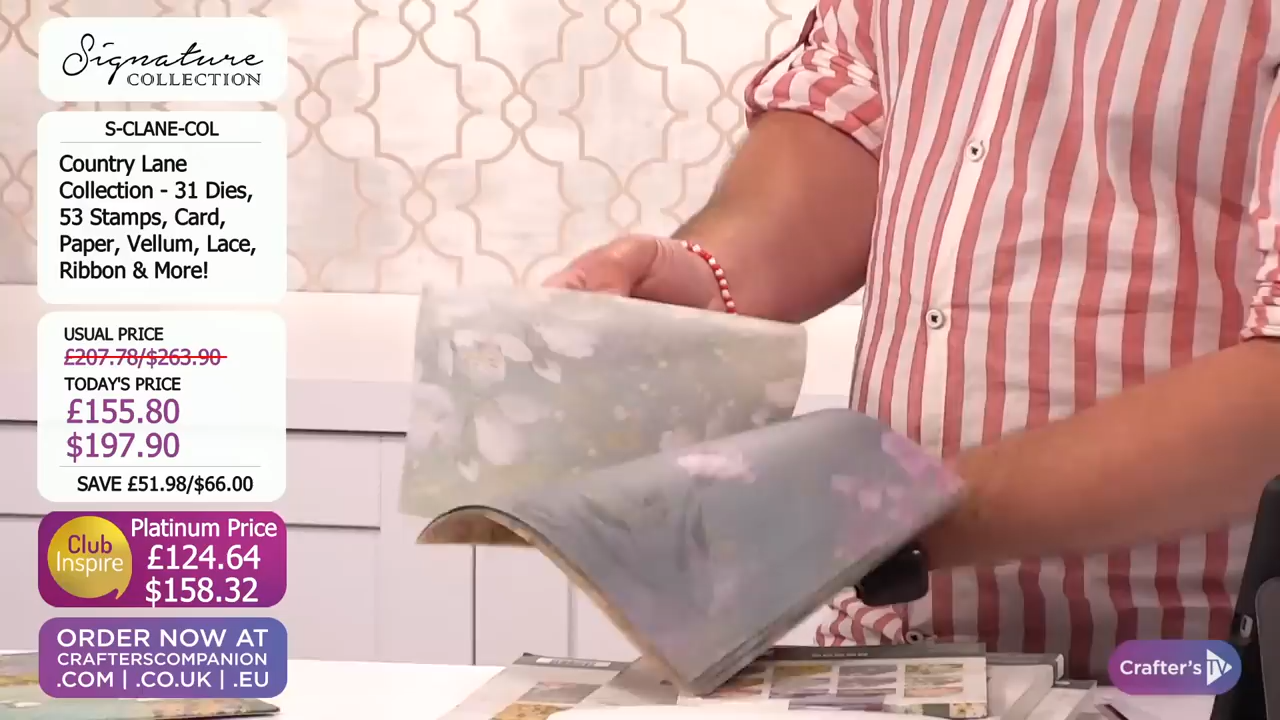 Signature
COLLECTION
S-CLANE-COL
Country Lane
Collection - 31 Dies,
53 Stamps, Card,
Paper, Vellum, Lace,
Ribbon & More!
USUAL PRICE
£207.78/$263.90
TODAY'S PRICE
£155.80
$197.90
SAVE £51.98/$66.00
Club
Inspire
Platinum Price
£124.64
$158.32
ORDER NOW AT
CRAFTERSCOMPANION
.COM | .CO.UK | .EU
Crafter's TV